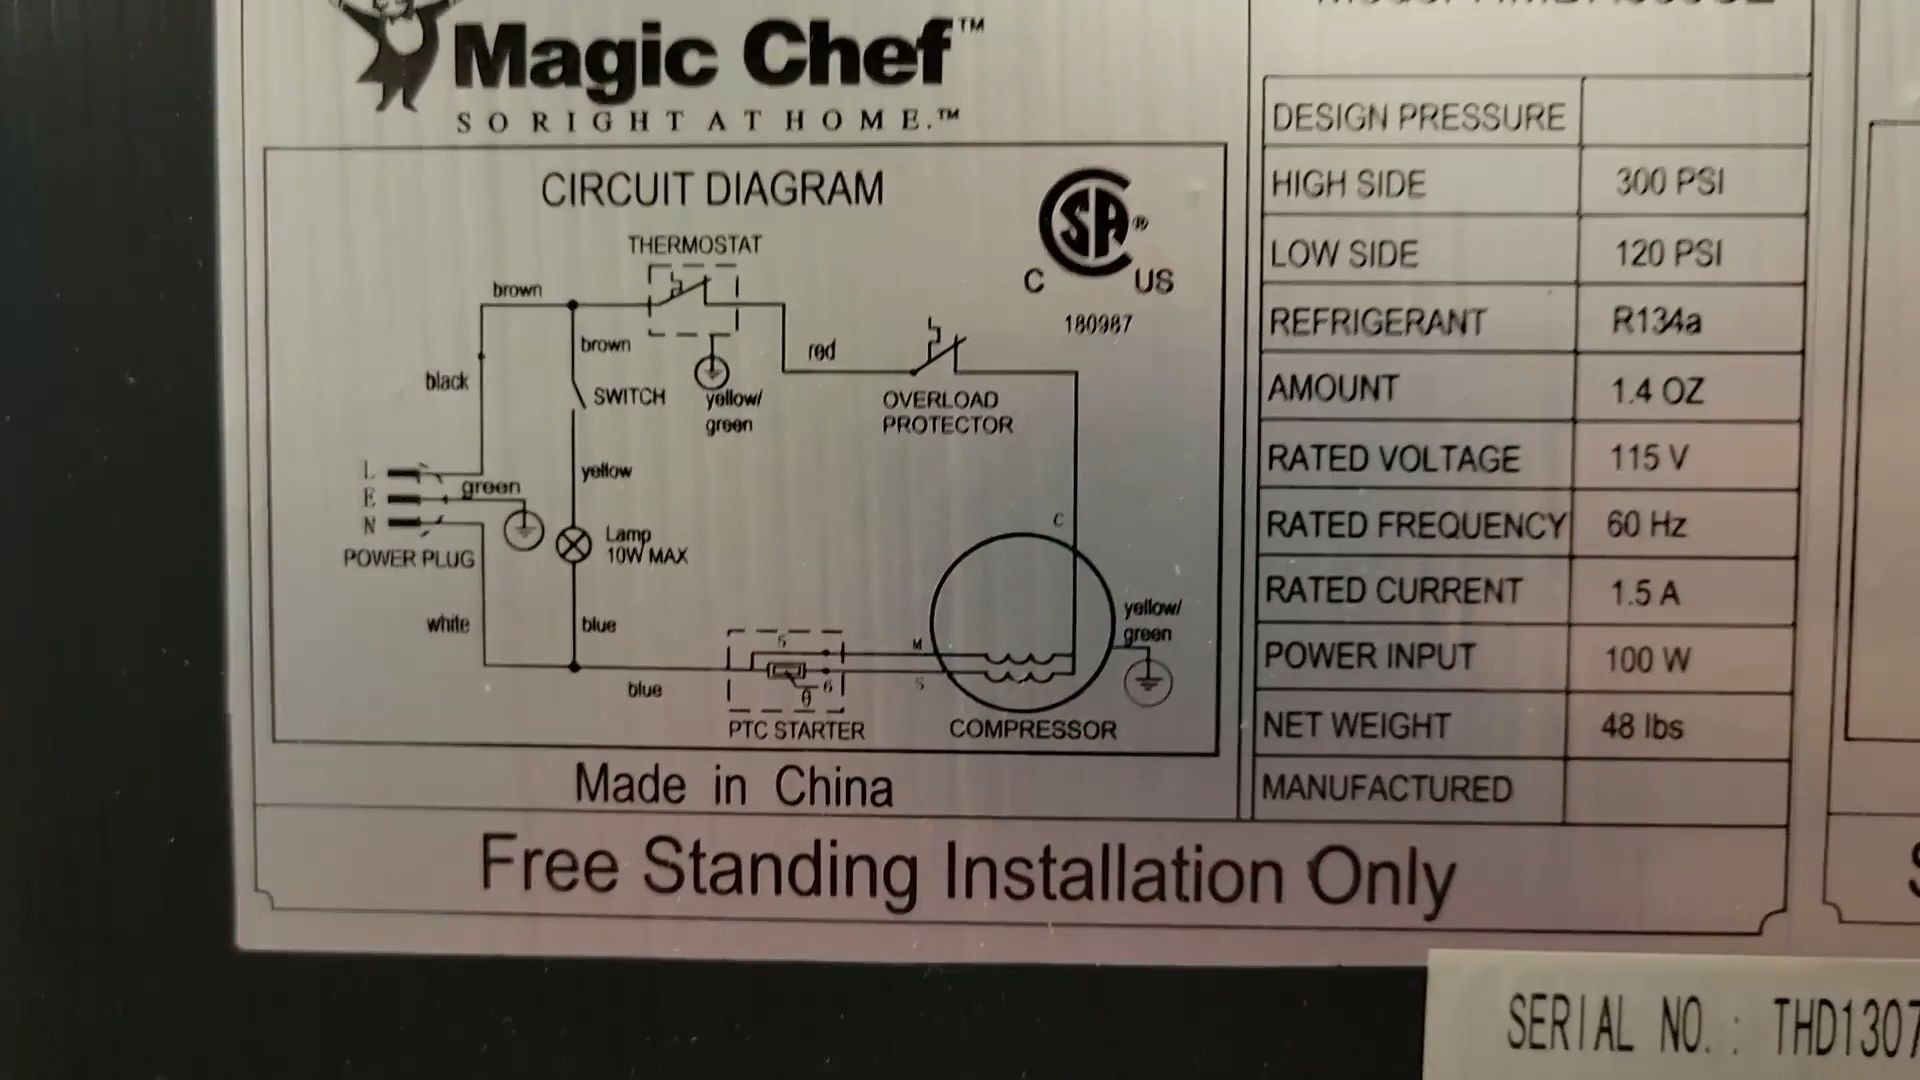 Magic Chef™
SO RIGHT AT HOME.™
CIRCUIT DIAGRAM
SA®
C US
180987
THERMOSTAT
brown
brown
black
SWITCH
yellow/
green
red
OVERLOAD
PROTECTOR
L
E
N
green
yellow
POWER PLUG
Lamp
10W MAX
white
blue
blue
C
M
S
5
6
θ
yellow/
green
PTC STARTER
COMPRESSOR
Made in China
DESIGN PRESSURE
HIGH SIDE 300 PSI
LOW SIDE 120 PSI
REFRIGERANT R134a
AMOUNT 1.4 OZ
RATED VOLTAGE 115 V
RATED FREQUENCY 60 Hz
RATED CURRENT 1.5 A
POWER INPUT 100 W
NET WEIGHT 48 lbs
MANUFACTURED
Free Standing Installation Only
SERIAL NO.: THD1307